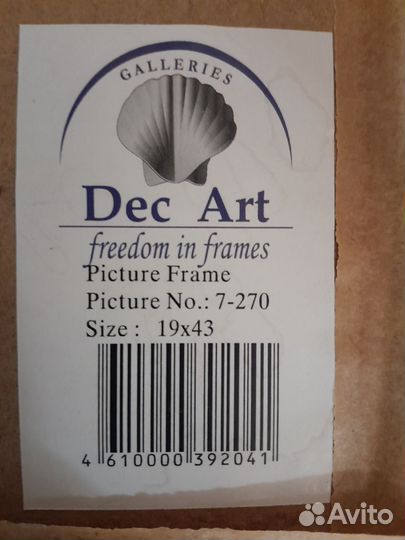 GALLERIES
Dec Art
freedom in frames
Picture Frame
Picture No.: 7-270
Size : 19x43
4 610000 392041
Avito